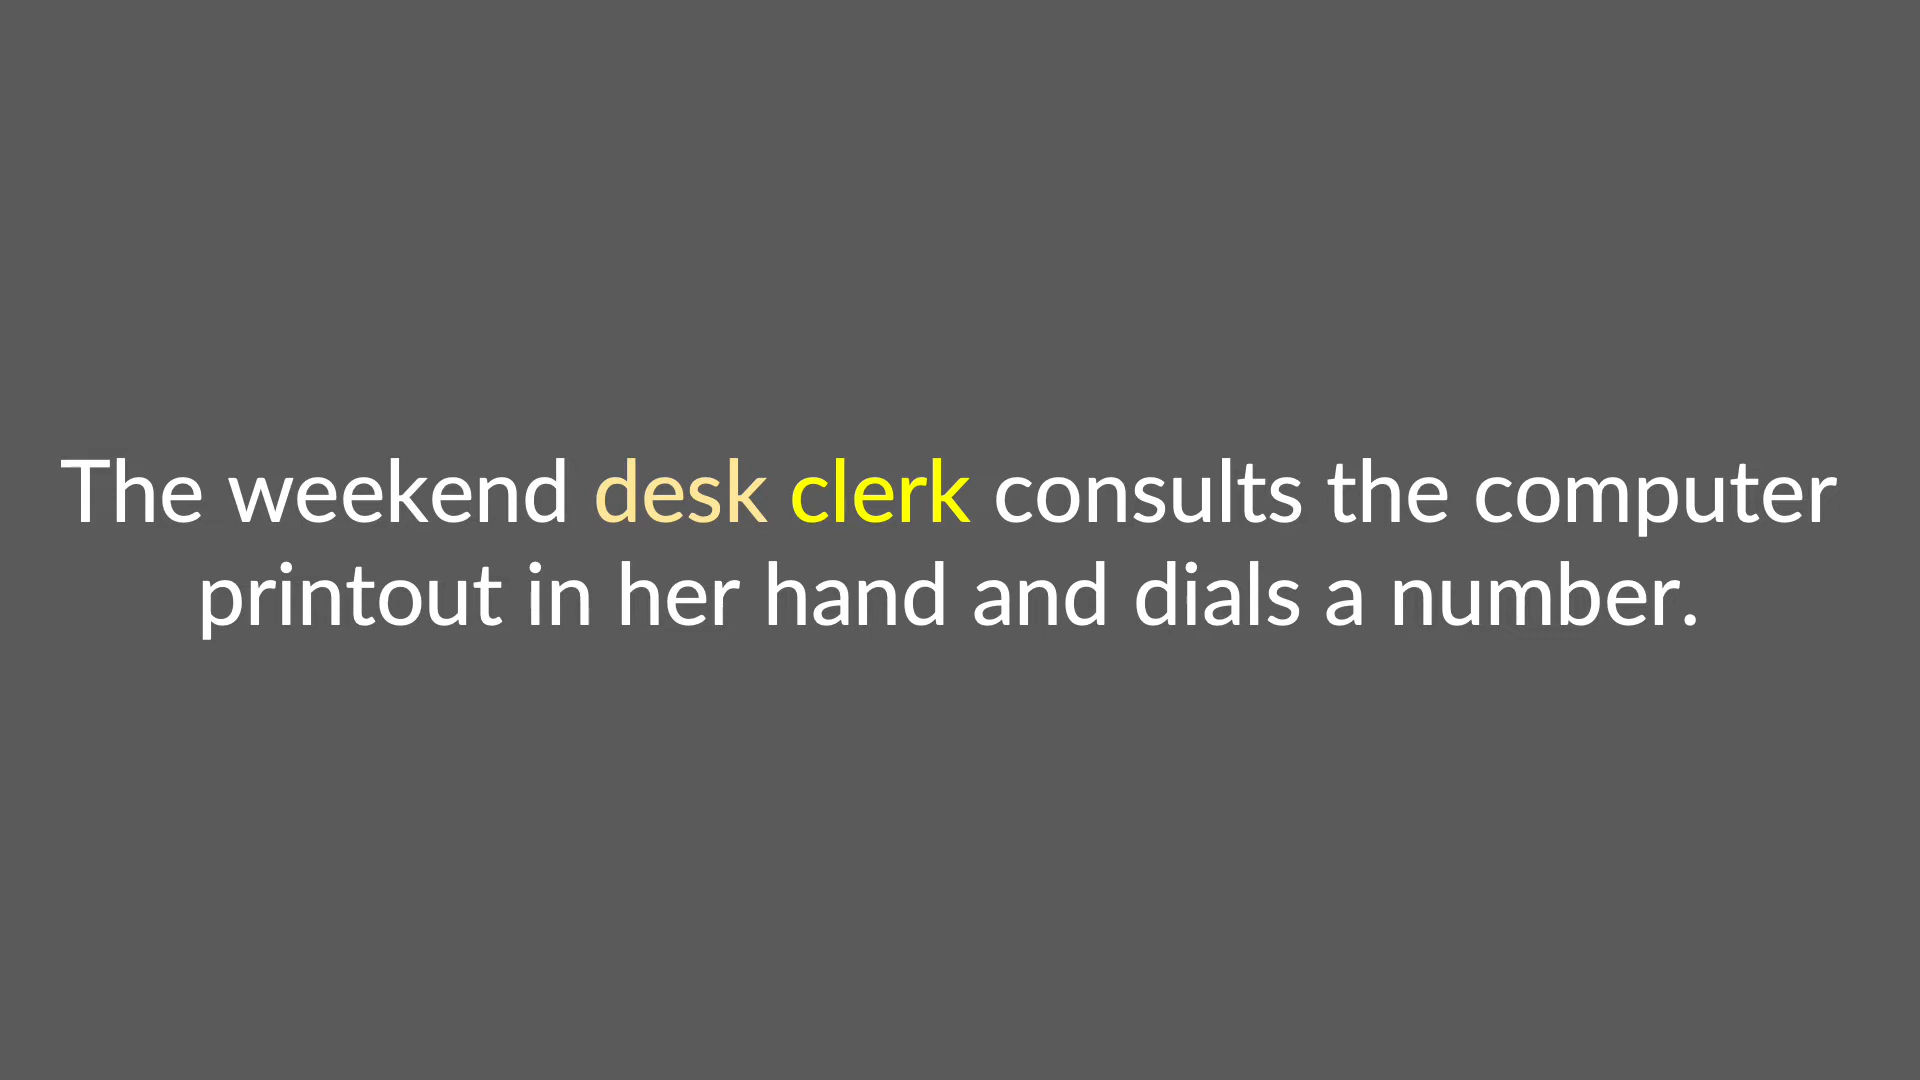 The weekend desk clerk consults the computer
printout in her hand and dials a number.